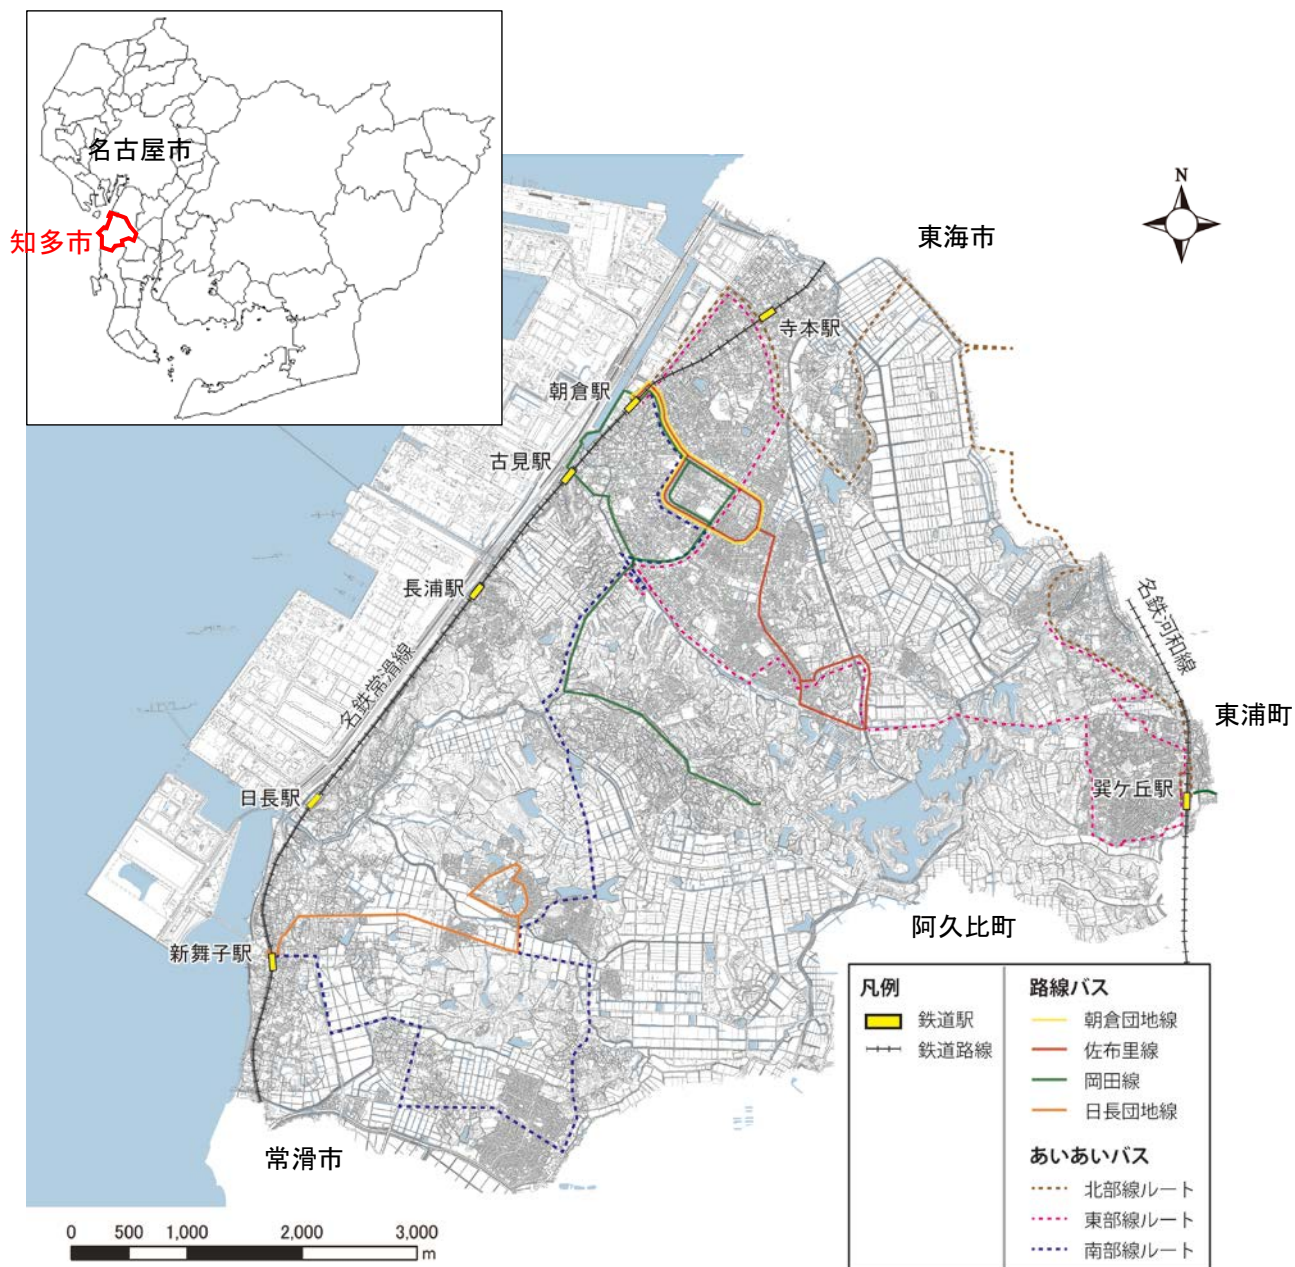 名古屋市
知多市
N
東海市
寺本駅
朝倉駅
古見駅
長浦駅
名鉄常滑線
名鉄河和線
東浦町
日長駅
巽ケ丘駅
阿久比町
新舞子駅
常滑市
凡例
鉄道駅
鉄道路線
路線バス
朝倉団地線
佐布里線
岡田線
日長団地線
あいあいバス
北部線ルート
東部線ルート
南部線ルート
0 500 1,000 2,000 3,000
m